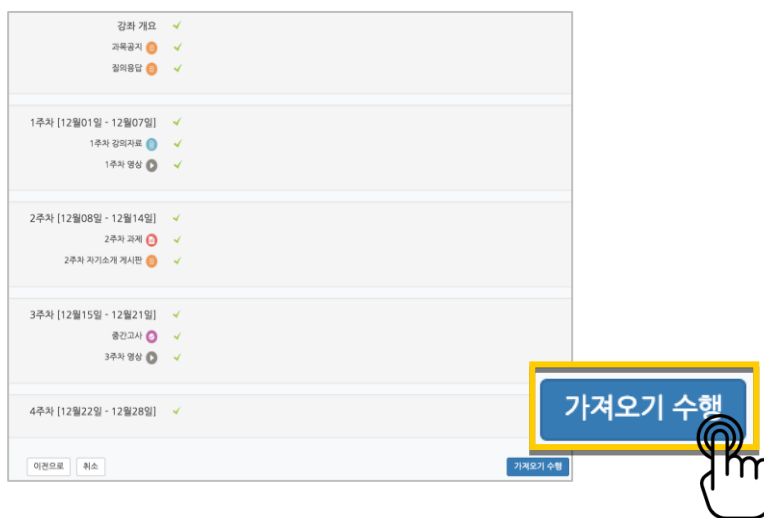 강좌 개요
과목공지
질의응답
1주차 [12월01일 - 12월07일]
1주차 강의자료
1주차 영상
2주차 [12월08일 - 12월14일]
2주차 과제
2주차 자기소개 게시판
3주차 [12월15일 - 12월21일]
중간고사
3주차 영상
4주차 [12월22일 - 12월28일]
가져오기 수행
이전으로 취소 가져오기 수행